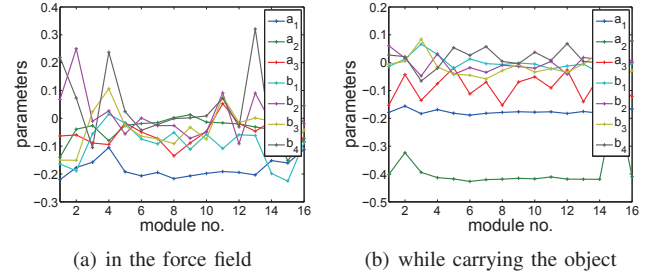 0.4
0.3
0.2
0.1
0
−0.1
−0.2
−0.3
parameters
2 4 6 8 10 12 14 16
module no.
a1
a2
a3
b1
b2
b3
b4
(a) in the force field
0.2
0.1
0
−0.1
−0.2
−0.3
−0.4
−0.5
parameters
2 4 6 8 10 12 14 16
module no.
a1
a2
a3
b1
b2
b3
b4
(b) while carrying the object